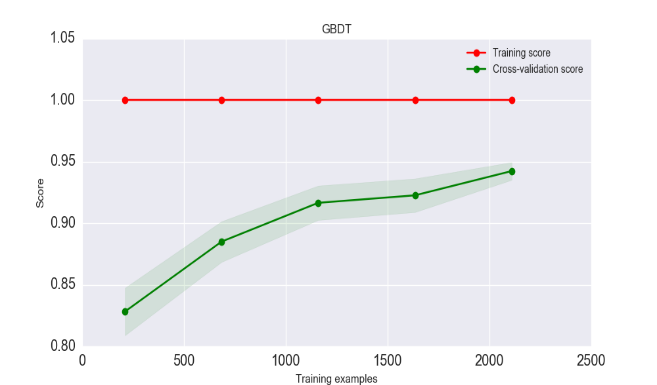 GBDT
1.05
Training score
Cross-validation score
1.00
0.95
0.90
0.85
0.80
Score
0 500 1000 1500 2000 2500
Training examples